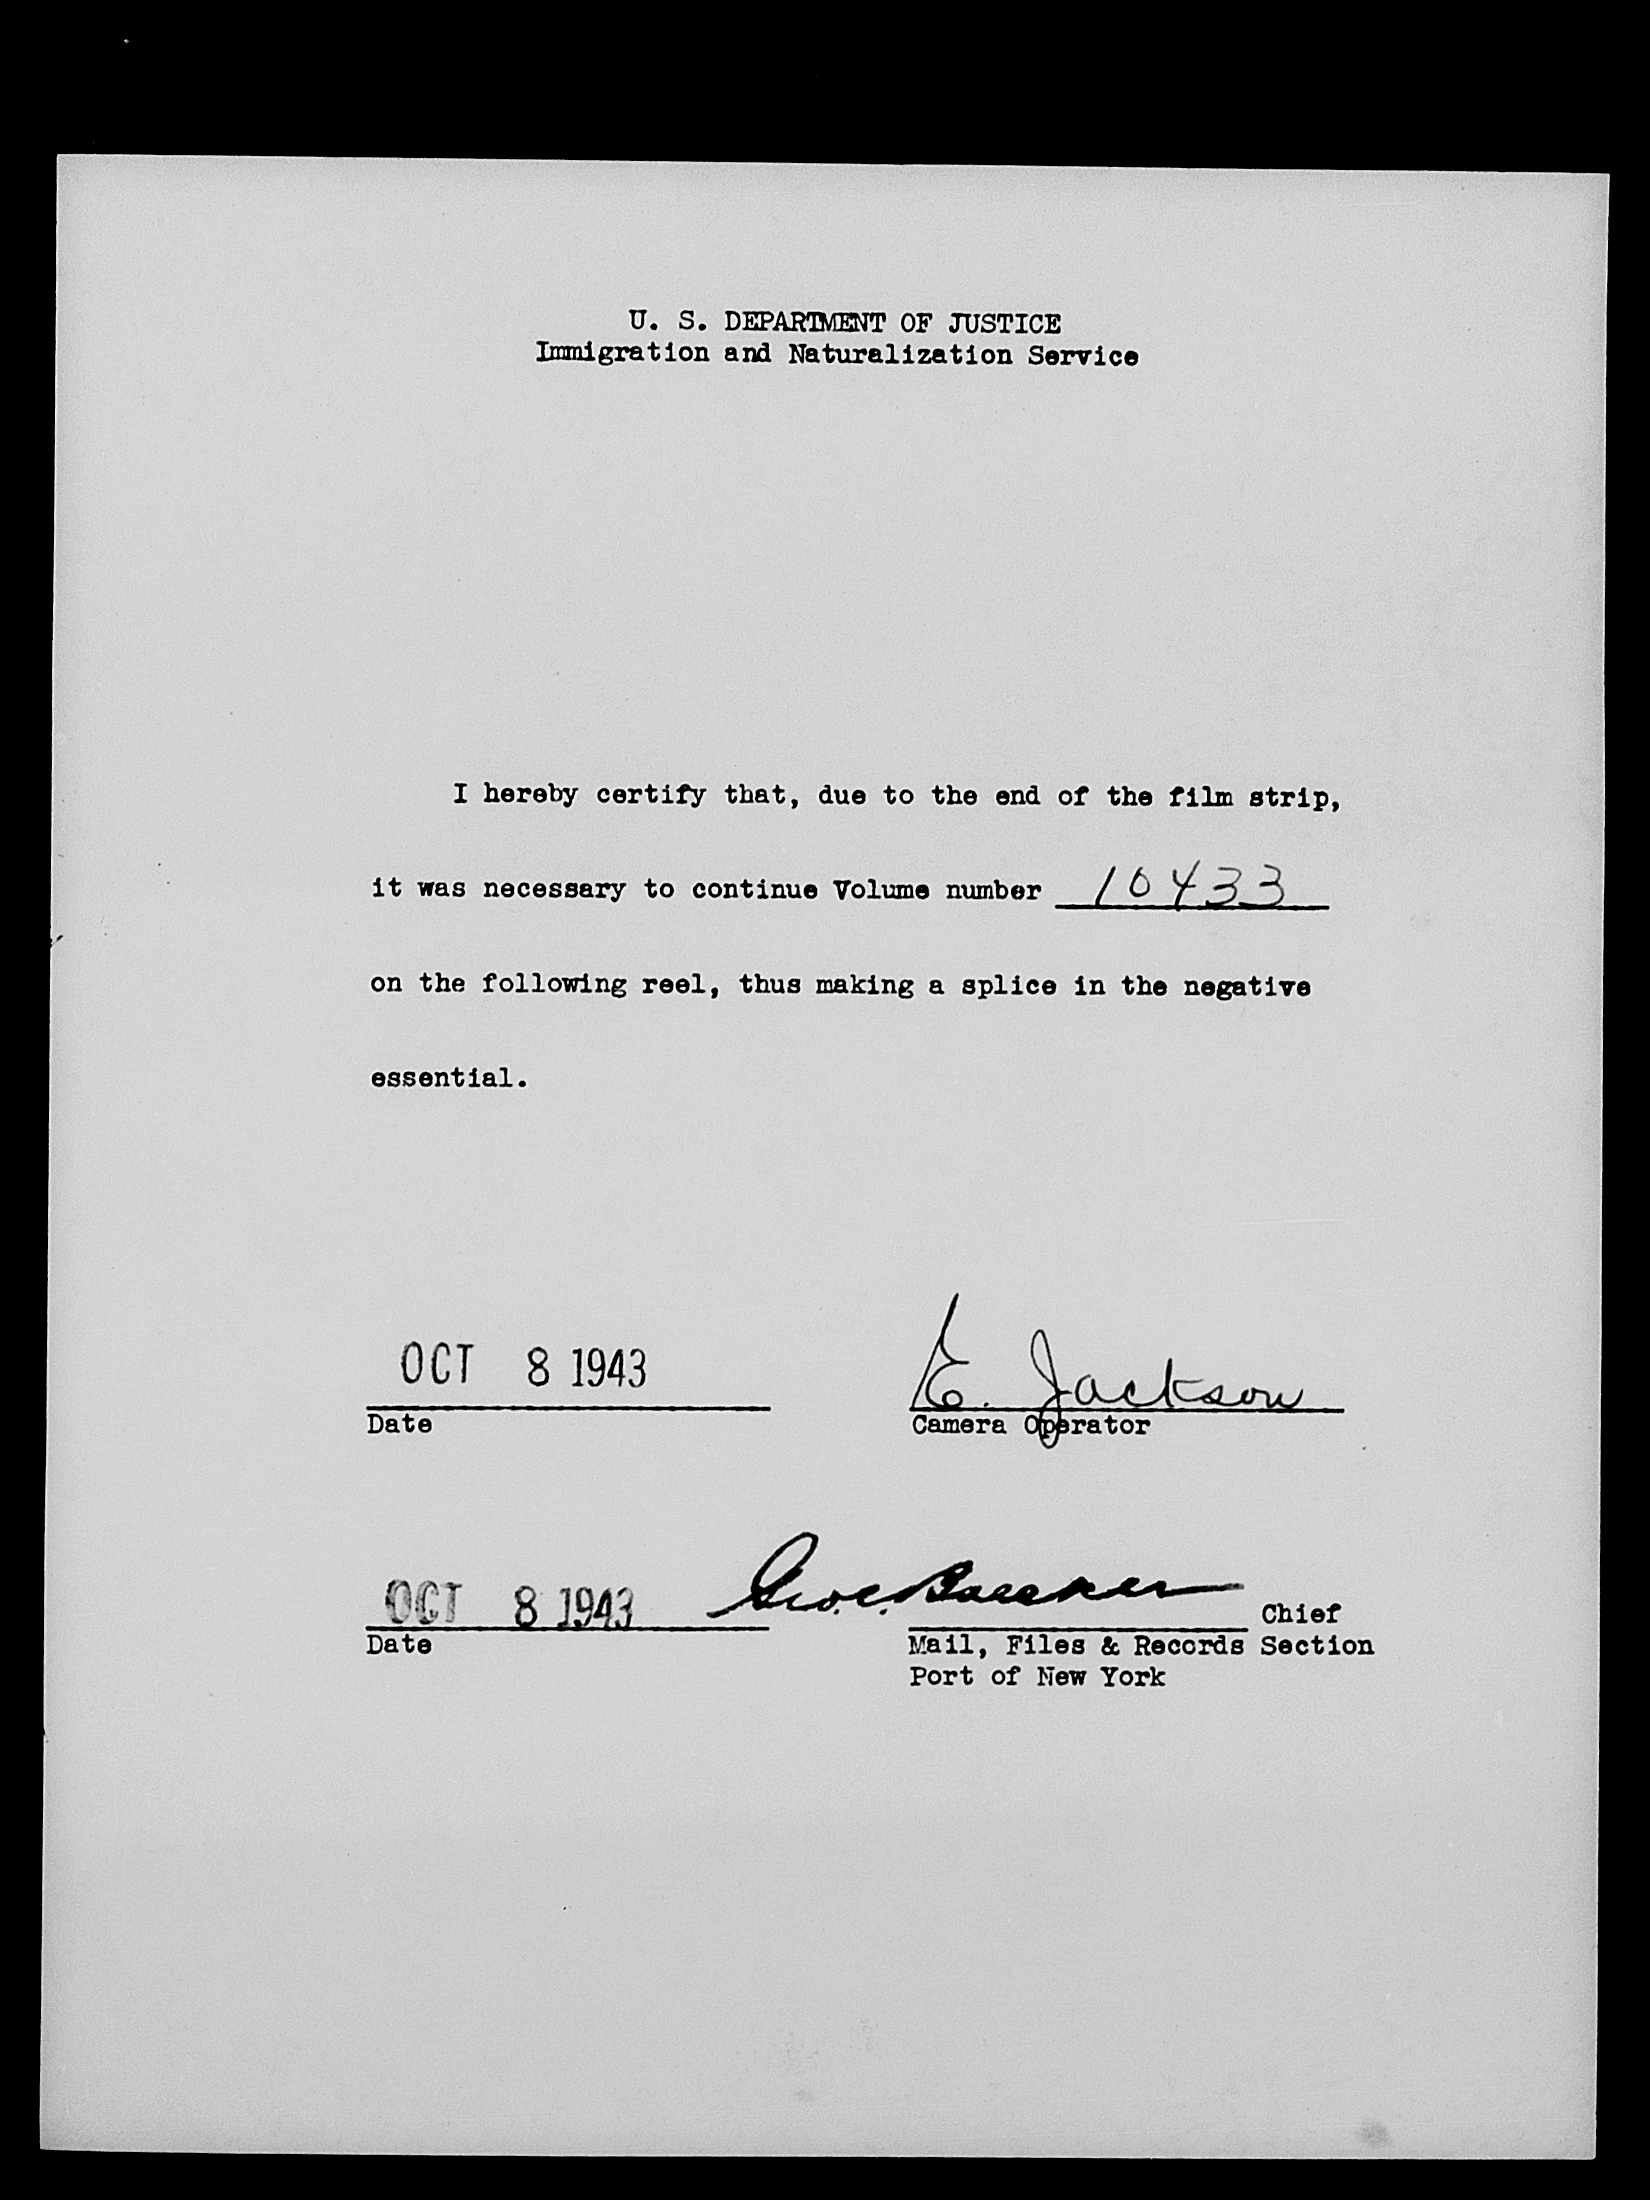 U. S. DEPARTMENT OF JUSTICE
Immigration and Naturalization Service
I hereby certify that, due to the end of the film strip,
it was necessary to continue Volume number 10433
on the following reel, thus making a splice in the negative
essential.
OCT 8 1943 E. Jackson
Date Camera Operator
OCT 8 1943 Geo. C.
Chief
Date Mail, Files & Records Section
Port of New York